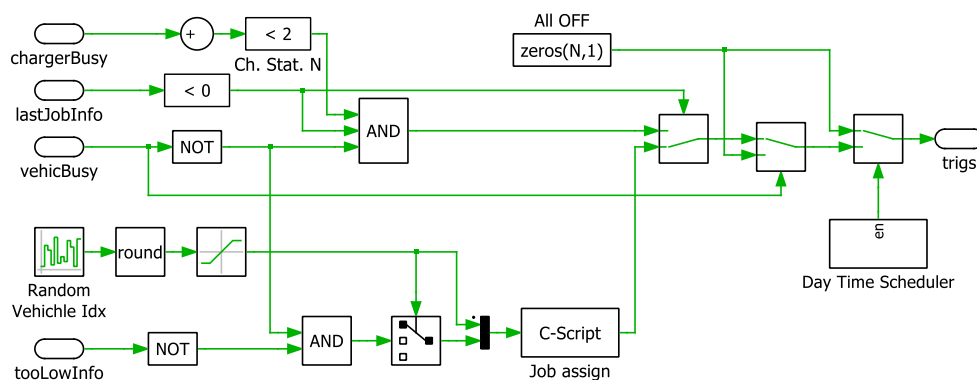 All OFF
zeros(N,1)
chargerBusy
+
< 2
Ch. Stat. N
lastJobInfo
< 0
AND
vehicBusy
NOT
trigs
en
Day Time Scheduler
round
Random
Vehichle Idx
tooLowInfo
NOT
AND
C-Script
Job assign